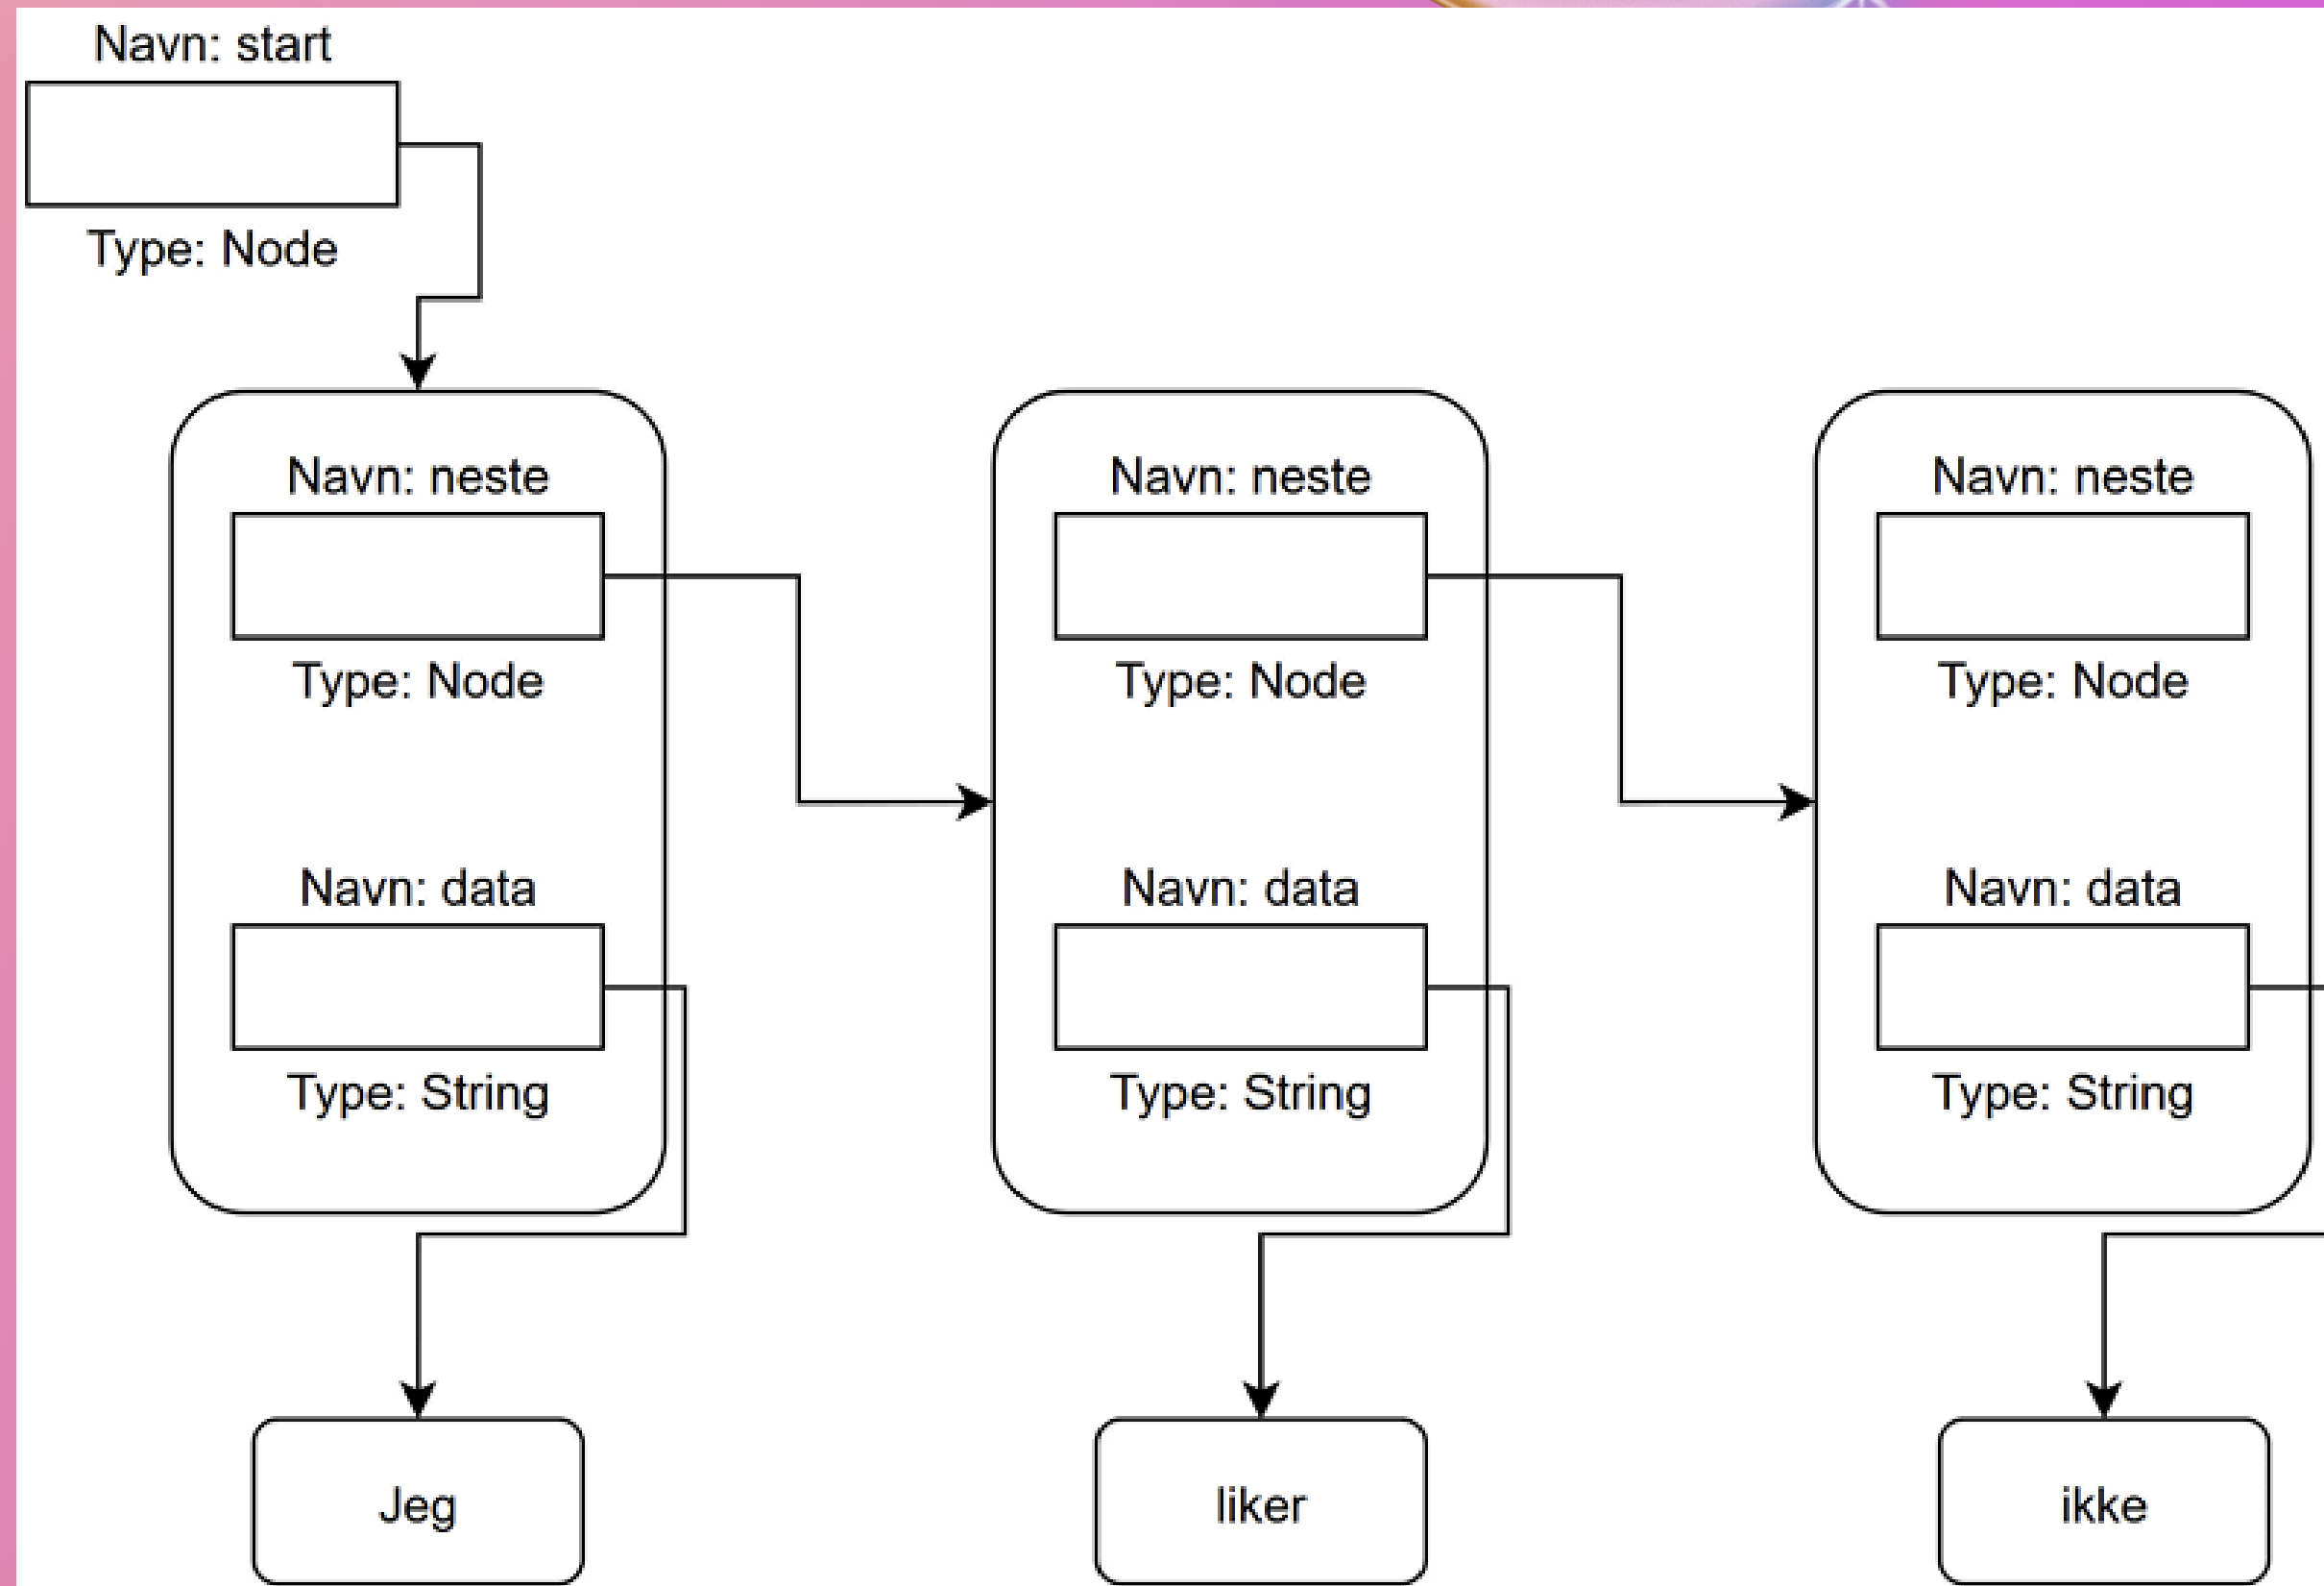 Navn: start
Type: Node
Navn: neste
Navn: neste
Navn: neste
Type: Node
Type: Node
Type: Node
Navn: data
Navn: data
Navn: data
Type: String
Type: String
Type: String
Jeg
liker
ikke